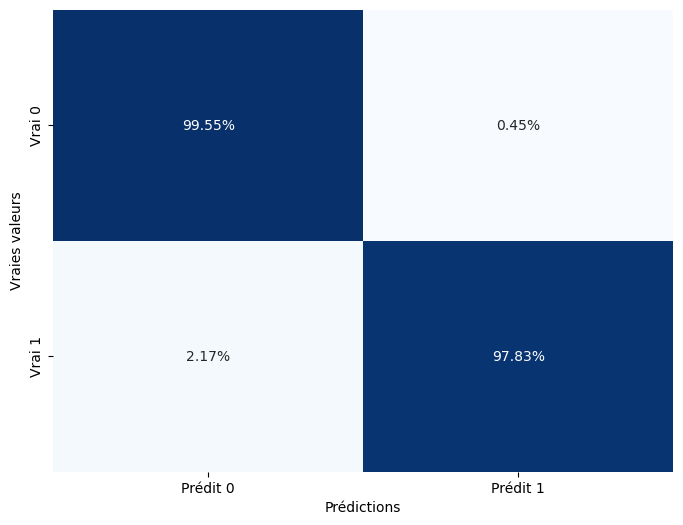 Vraies valeurs
Vrai 0
99.55%
0.45%
Vrai 1
2.17%
97.83%
Prédit 0
Prédit 1
Prédictions